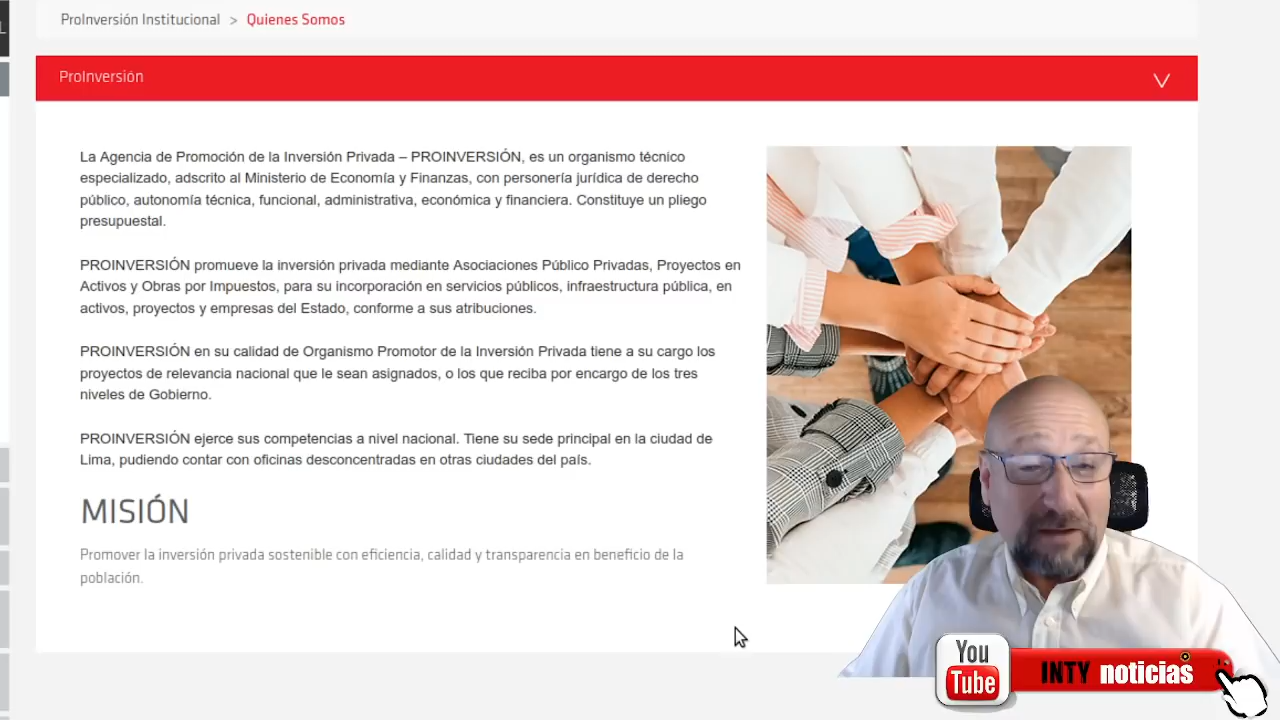 ProInversión Institucional > Quienes Somos
ProInversión
La Agencia de Promoción de la Inversión Privada – PROINVERSIÓN, es un organismo técnico
especializado, adscrito al Ministerio de Economía y Finanzas, con personería jurídica de derecho
público, autonomía técnica, funcional, administrativa, económica y financiera. Constituye un pliego
presupuestal.
PROINVERSIÓN promueve la inversión privada mediante Asociaciones Público Privadas, Proyectos en
Activos y Obras por Impuestos, para su incorporación en servicios públicos, infraestructura pública, en
activos, proyectos y empresas del Estado, conforme a sus atribuciones.
PROINVERSIÓN en su calidad de Organismo Promotor de la Inversión Privada tiene a su cargo los
proyectos de relevancia nacional que le sean asignados, o los que reciba por encargo de los tres
niveles de Gobierno.
PROINVERSIÓN ejerce sus competencias a nivel nacional. Tiene su sede principal en la ciudad de
Lima, pudiendo contar con oficinas desconcentradas en otras ciudades del país.
MISIÓN
Promover la inversión privada sostenible con eficiencia, calidad y transparencia en beneficio de la
población.
You
Tube
INTY noticias